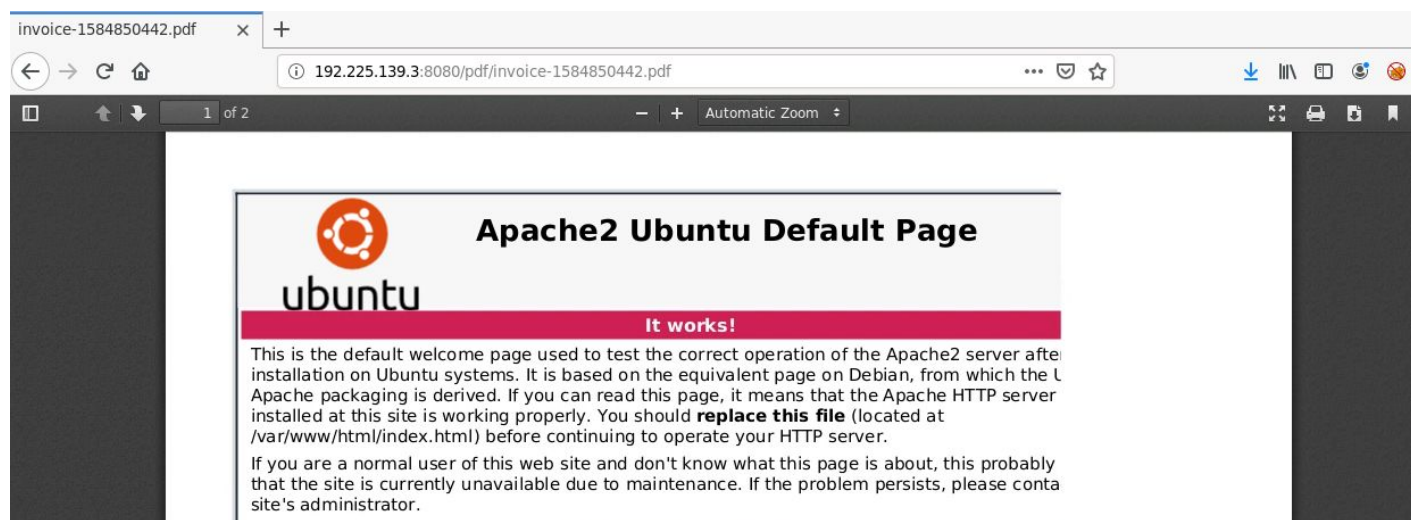 invoice-1584850442.pdf
192.225.139.3:8080/pdf/invoice-1584850442.pdf
1 of 2
Automatic Zoom
Apache2 Ubuntu Default Page
ubuntu
It works!
This is the default welcome page used to test the correct operation of the Apache2 server afte
installation on Ubuntu systems. It is based on the equivalent page on Debian, from which the
Apache packaging is derived. If you can read this page, it means that the Apache HTTP server
installed at this site is working properly. You should replace this file (located at
/var/www/html/index.html) before continuing to operate your HTTP server.
If you are a normal user of this web site and don't know what this page is about, this probably
that the site is currently unavailable due to maintenance. If the problem persists, please conta
site's administrator.